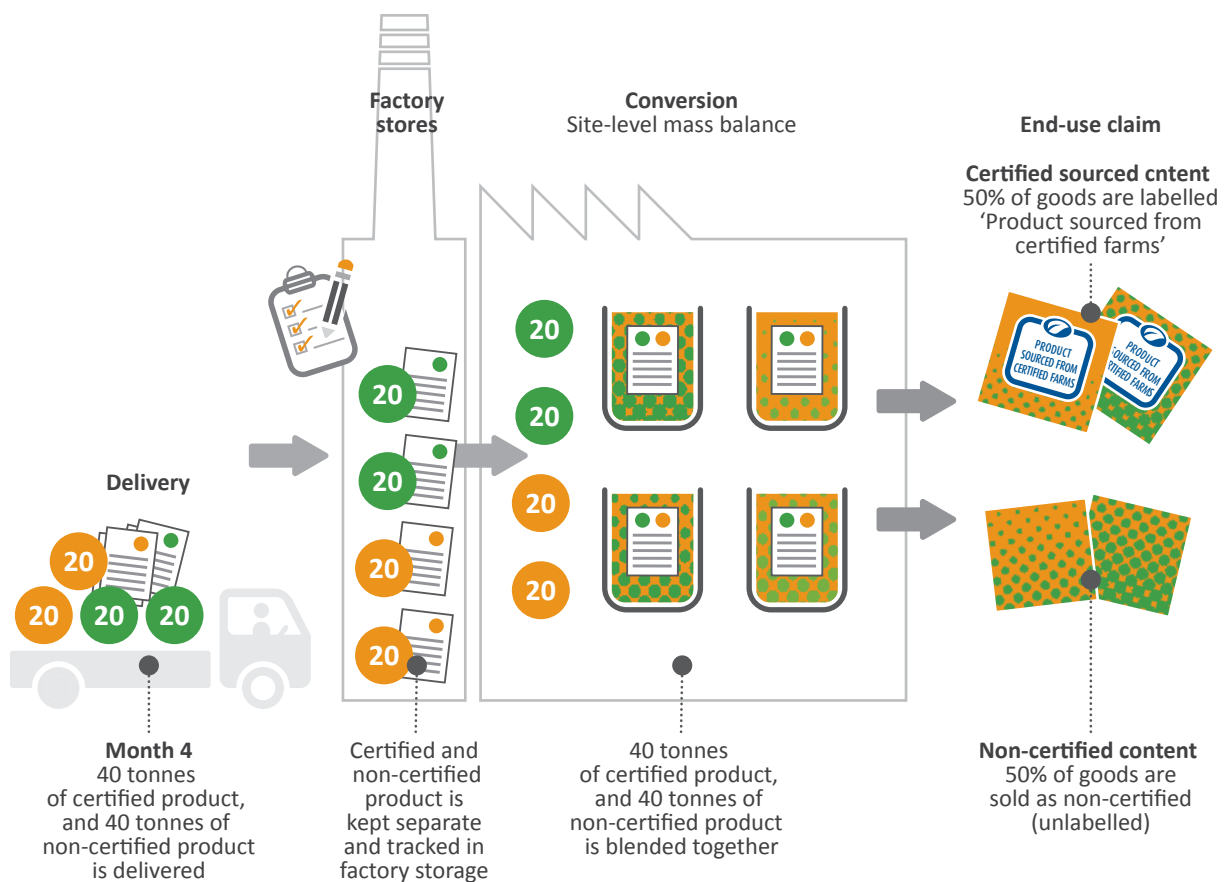 Factory
stores
Conversion
Site-level mass balance
End-use claim
Certified sourced cntent
50% of goods are labelled
‘Product sourced from
certified farms’
PRODUCT
SOURCED FROM
CERTIFIED FARMS
PRODUCT
SOURCED FROM
CERTIFIED FARMS
20
20
20
20
20
20
20
20
Delivery
20
20
20
20
Month 4
40 tonnes
of certified product,
and 40 tonnes of
non-certified product
is delivered
Certified and
non-certified
product is
kept separate
and tracked in
factory storage
40 tonnes
of certified product,
and 40 tonnes of
non-certified product
is blended together
Non-certified content
50% of goods are
sold as non-certified
(unlabelled)